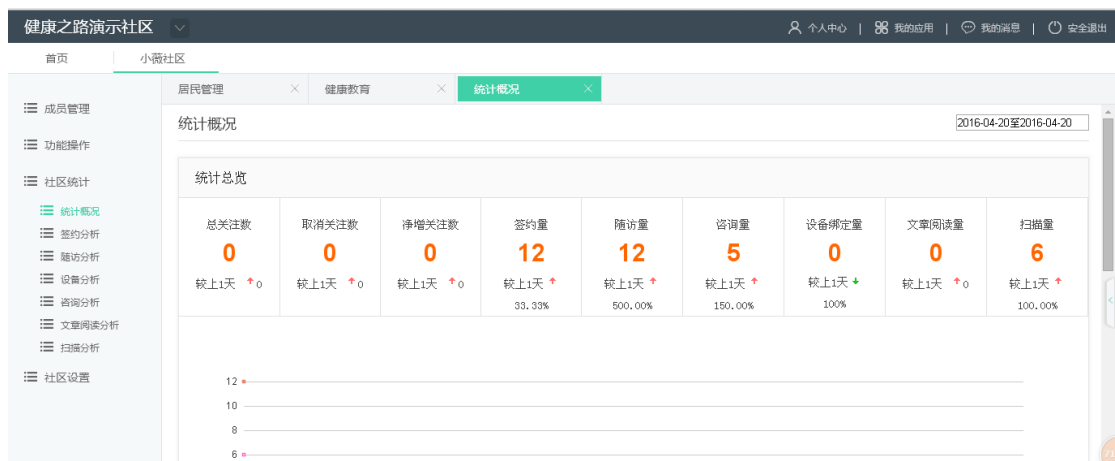 健康之路演示社区
个人中心 | 我的应用 | 我的消息 | 安全退出
首页 小薇社区
居民管理 健康教育 统计概况
成员管理
功能操作
社区统计
统计概况
签约分析
随访分析
设备分析
咨询分析
文章阅读分析
扫描分析
社区设置
统计概况 2016-04-20至2016-04-20
统计总览
总关注数 取消关注数 净增关注数 签约量 随访量 咨询量 设备绑定量 文章阅读量 扫描量
0 0 0 12 12 5 0 0 6
较上1天 0 较上1天 0 较上1天 0 较上1天 较上1天 较上1天 较上1天 较上1天 0 较上1天
33.33% 500.00% 150.00% 100% 100.00%
12
10
8
6